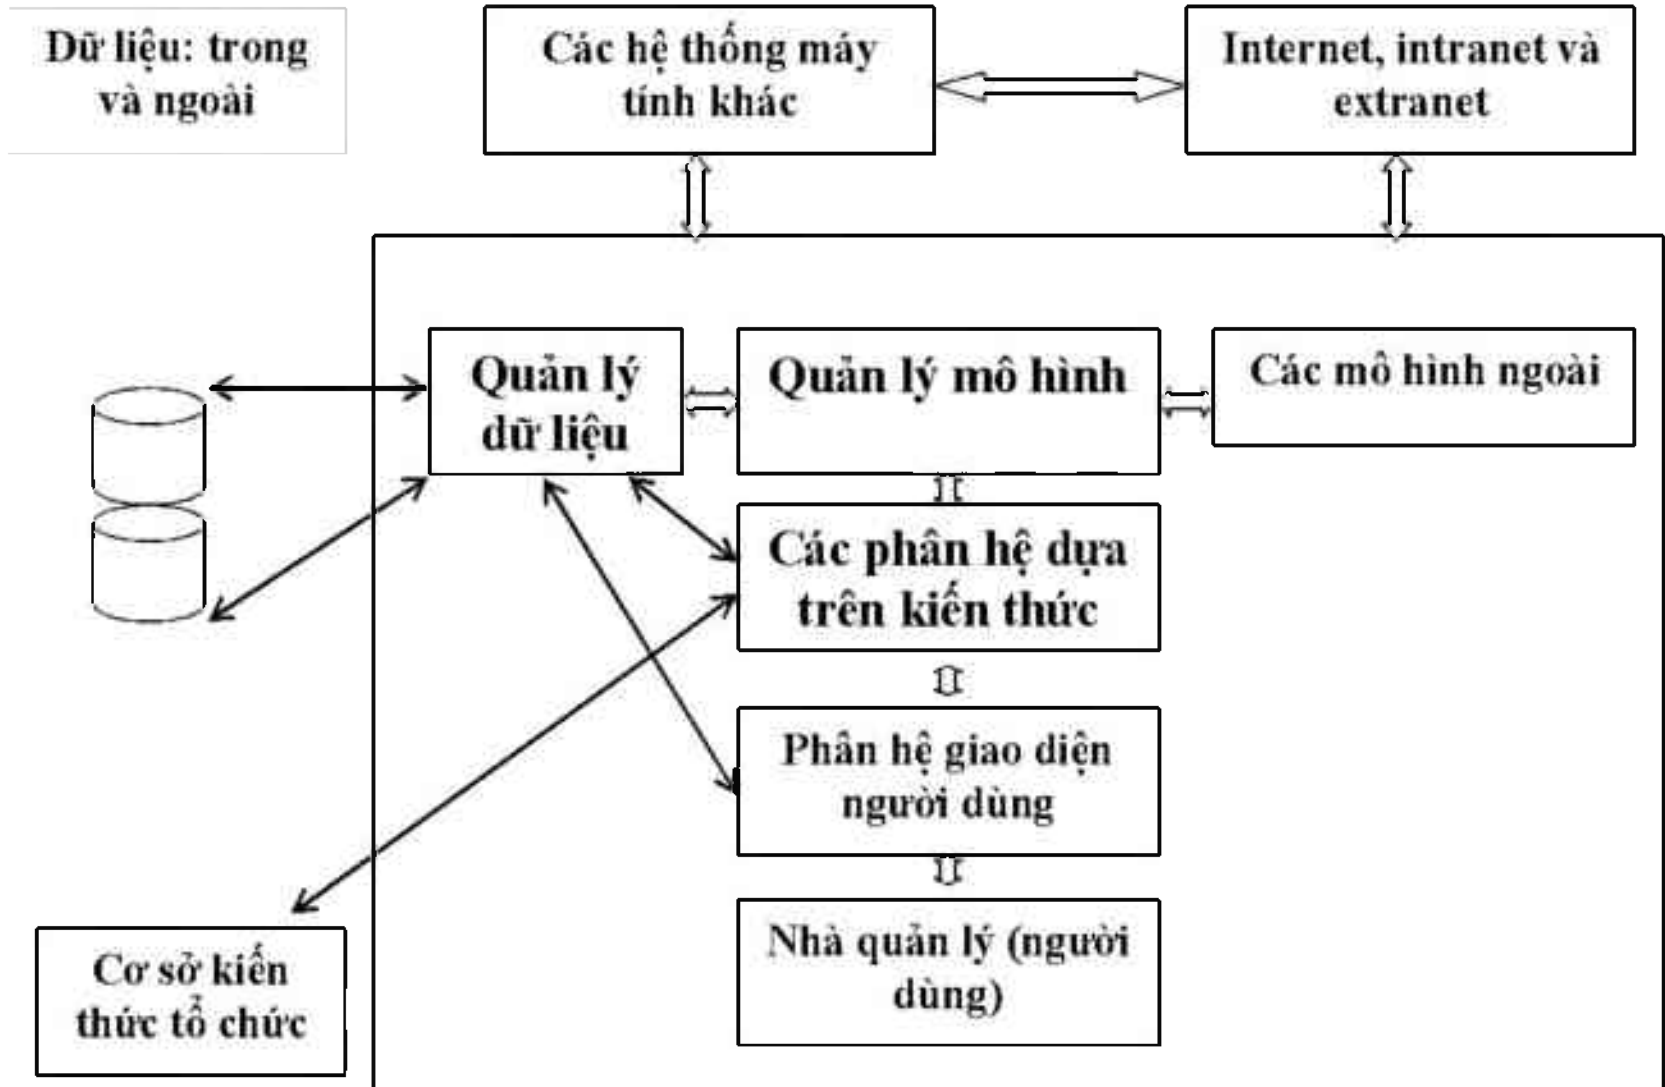 Dữ liệu: trong
và ngoài
Các hệ thống máy
tính khác
Internet, intranet và
extranet
Quản lý
dữ liệu
Quản lý mô hình
Các mô hình ngoài
Các phân hệ dựa
trên kiến thức
Phân hệ giao diện
người dùng
Nhà quản lý (người
dùng)
Cơ sở kiến
thức tổ chức